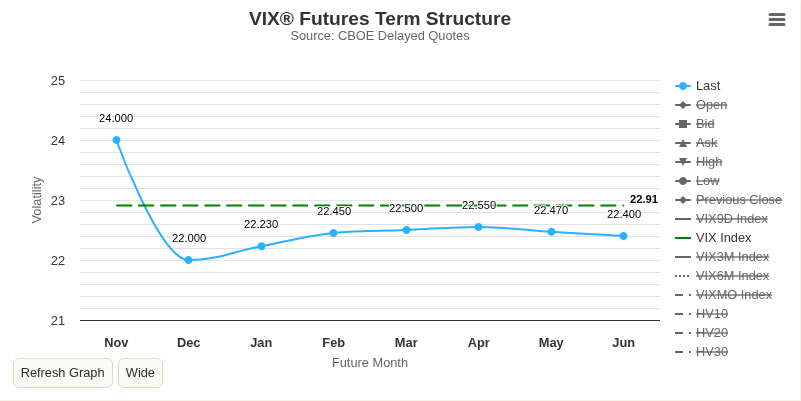 VIX® Futures Term Structure
Source: CBOE Delayed Quotes
Volatility
25
24
23
22
21
24.000
22.000
22.230
22.450
22.500
22.550
22.470
22.400
22.91
Nov Dec Jan Feb Mar Apr May Jun
Future Month
Last
Open
Bid
Ask
High
Low
Previous Close
VIX9D Index
VIX Index
VIX3M Index
VIX6M Index
VIXMO Index
HV10
HV20
HV30
Refresh Graph Wide